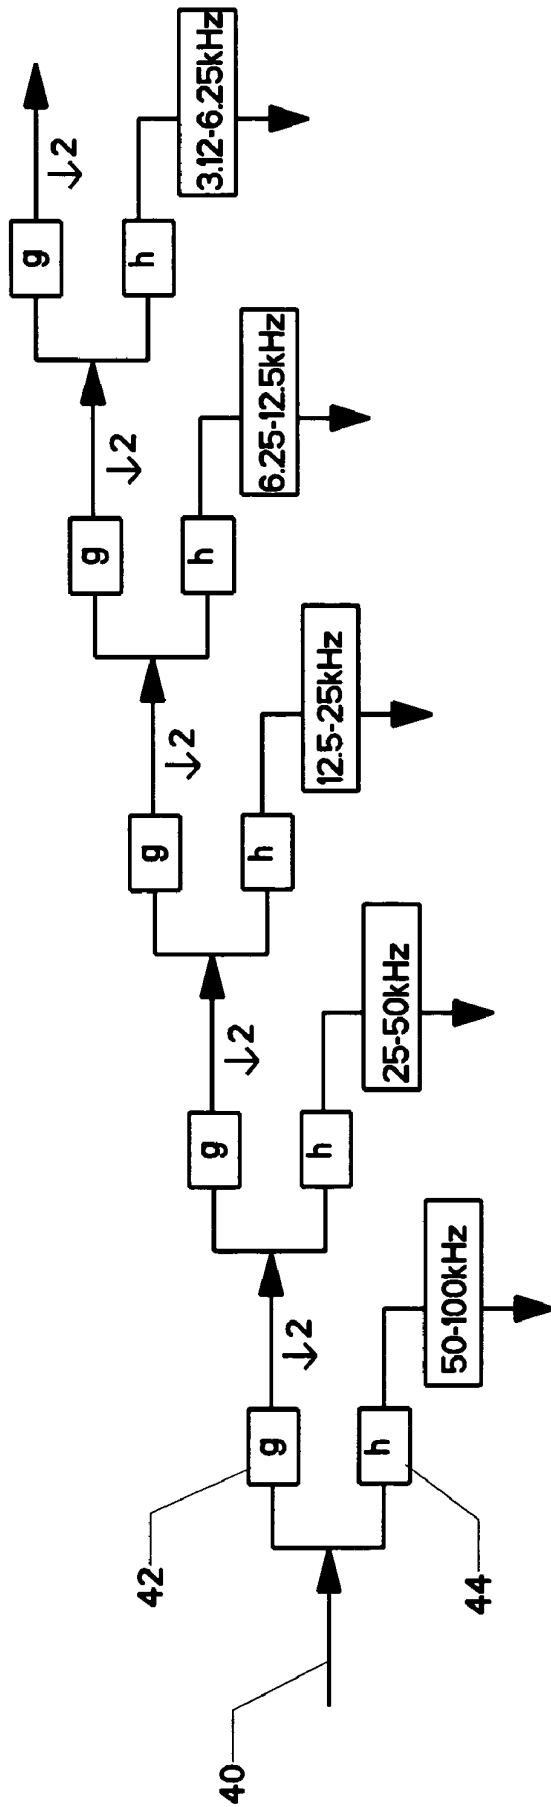 40
42
44
g
h
↓2
50-100kHz
g
h
↓2
25-50kHz
g
h
↓2
12.5-25kHz
g
h
↓2
6.25-12.5kHz
g
h
↓2
3.12-6.25kHz